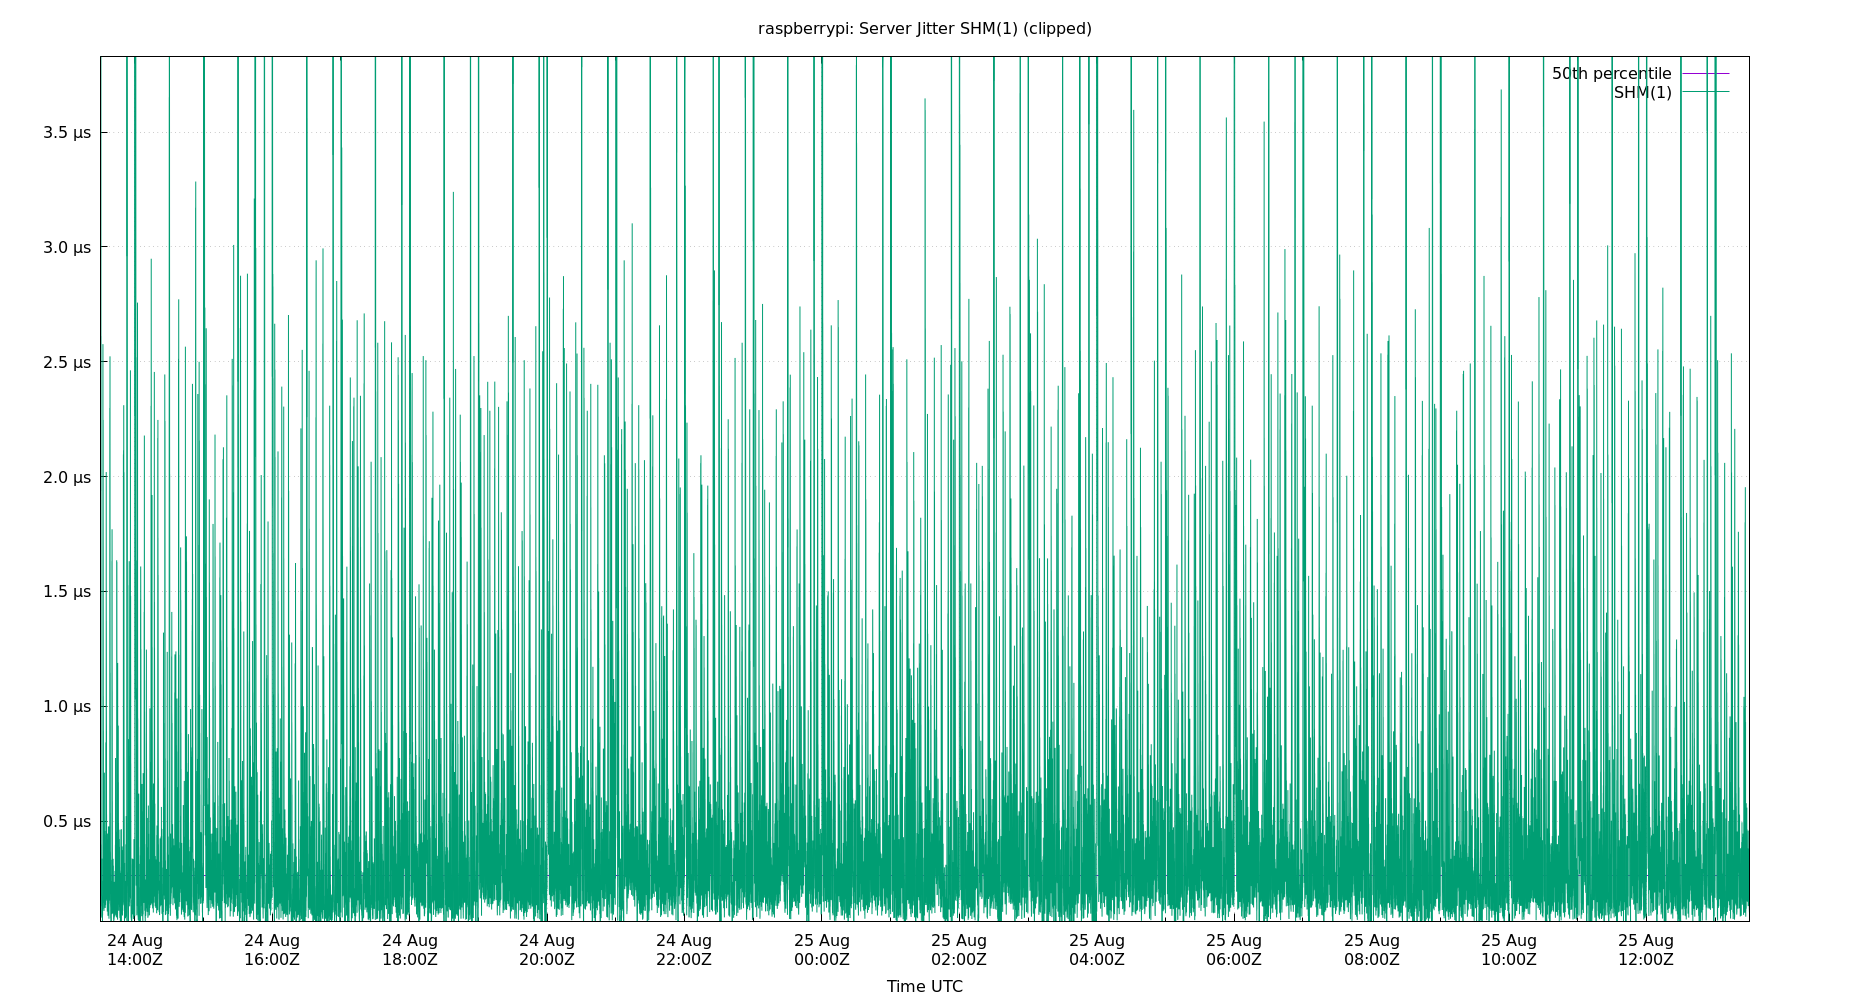 raspberrypi: Server Jitter SHM(1) (clipped)
50th percentile
SHM(1)
3.5 µs
3.0 µs
2.5 µs
2.0 µs
1.5 µs
1.0 µs
0.5 µs
24 Aug 24 Aug 24 Aug 24 Aug 24 Aug 25 Aug 25 Aug 25 Aug 25 Aug 25 Aug 25 Aug 25 Aug
14:00Z 16:00Z 18:00Z 20:00Z 22:00Z 00:00Z 02:00Z 04:00Z 06:00Z 08:00Z 10:00Z 12:00Z
Time UTC